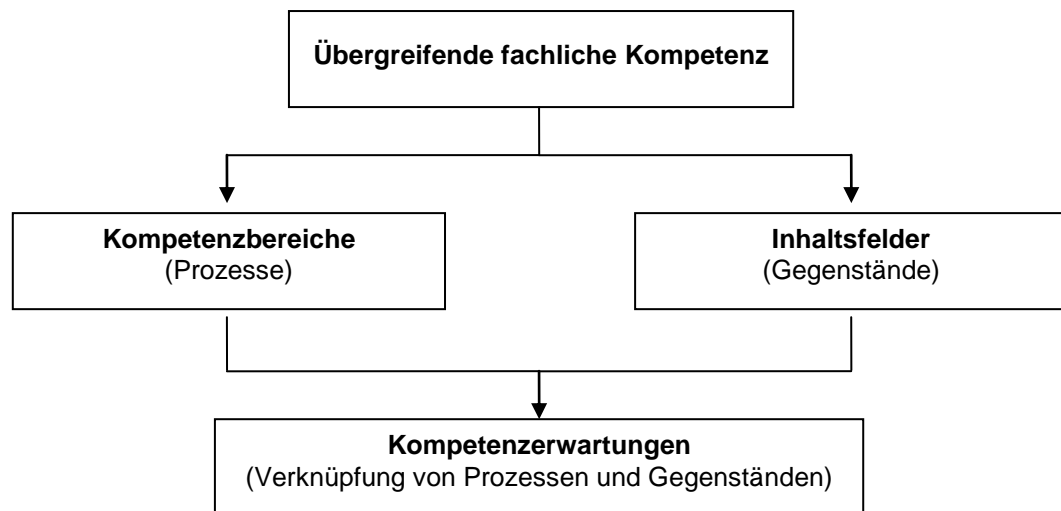 Übergreifende fachliche Kompetenz
Kompetenzbereiche
(Prozesse)
Inhaltsfelder
(Gegenstände)
Kompetenzerwartungen
(Verknüpfung von Prozessen und Gegenständen)